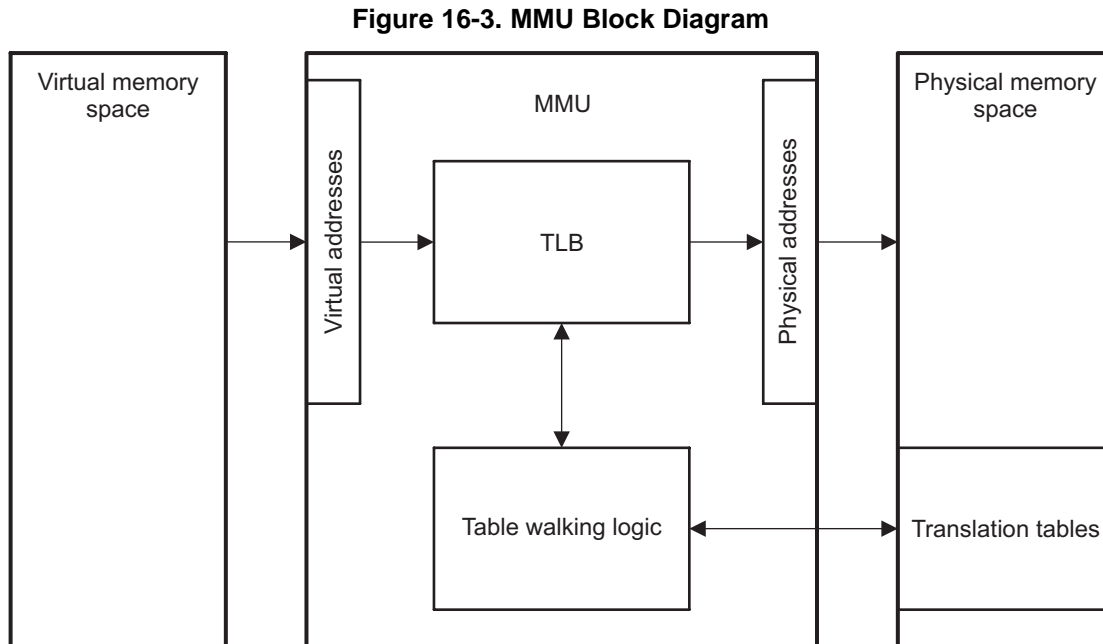 Figure 16-3. MMU Block Diagram
Virtual memory
space
MMU
Physical memory
space
Virtual addresses
TLB
Physical addresses
Table walking logic
Translation tables